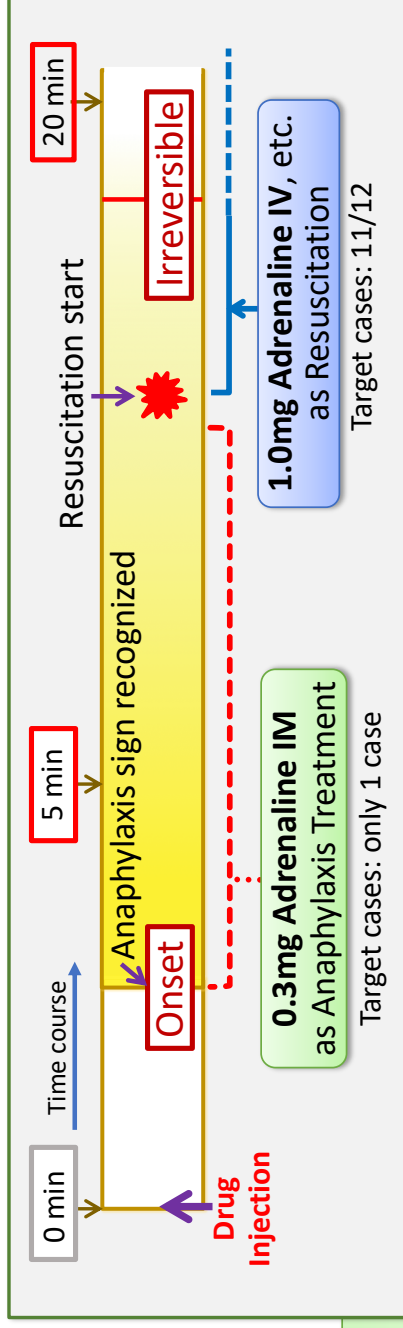 0 min
5 min
20 min
Time course
Resuscitation start
Anaphylaxis sign recognized
Onset
Irreversible
Drug
Injection
0.3mg Adrenaline IM
as Anaphylaxis Treatment
Target cases: only 1 case
1.0mg Adrenaline IV, etc.
as Resuscitation
Target cases: 11/12